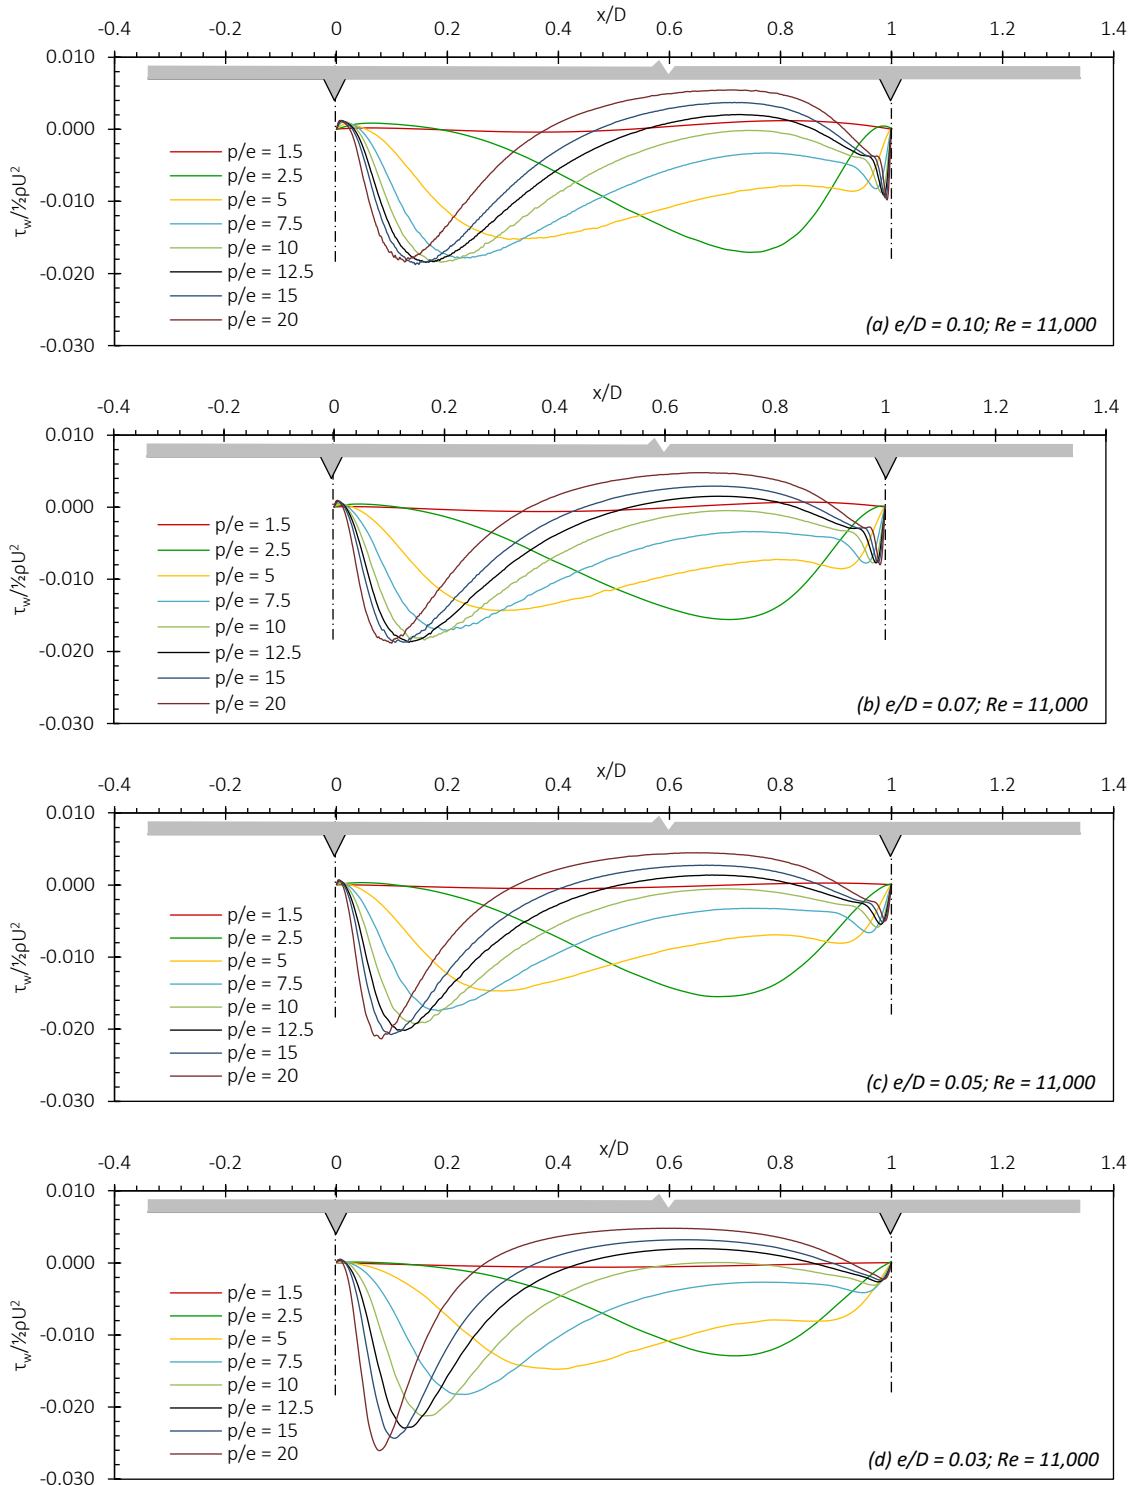 x/D
-0.4 -0.2 0 0.2 0.4 0.6 0.8 1 1.2 1.4
0.010
0.000
-0.010
-0.020
-0.030
τw/½ρU²
p/e = 1.5
p/e = 2.5
p/e = 5
p/e = 7.5
p/e = 10
p/e = 12.5
p/e = 15
p/e = 20
(a) e/D = 0.10; Re = 11,000
x/D
-0.4 -0.2 0 0.2 0.4 0.6 0.8 1 1.2 1.4
0.010
0.000
-0.010
-0.020
-0.030
τw/½ρU²
p/e = 1.5
p/e = 2.5
p/e = 5
p/e = 7.5
p/e = 10
p/e = 12.5
p/e = 15
p/e = 20
(b) e/D = 0.07; Re = 11,000
x/D
-0.4 -0.2 0 0.2 0.4 0.6 0.8 1 1.2 1.4
0.010
0.000
-0.010
-0.020
-0.030
τw/½ρU²
p/e = 1.5
p/e = 2.5
p/e = 5
p/e = 7.5
p/e = 10
p/e = 12.5
p/e = 15
p/e = 20
(c) e/D = 0.05; Re = 11,000
x/D
-0.4 -0.2 0 0.2 0.4 0.6 0.8 1 1.2 1.4
0.010
0.000
-0.010
-0.020
-0.030
τw/½ρU²
p/e = 1.5
p/e = 2.5
p/e = 5
p/e = 7.5
p/e = 10
p/e = 12.5
p/e = 15
p/e = 20
(d) e/D = 0.03; Re = 11,000